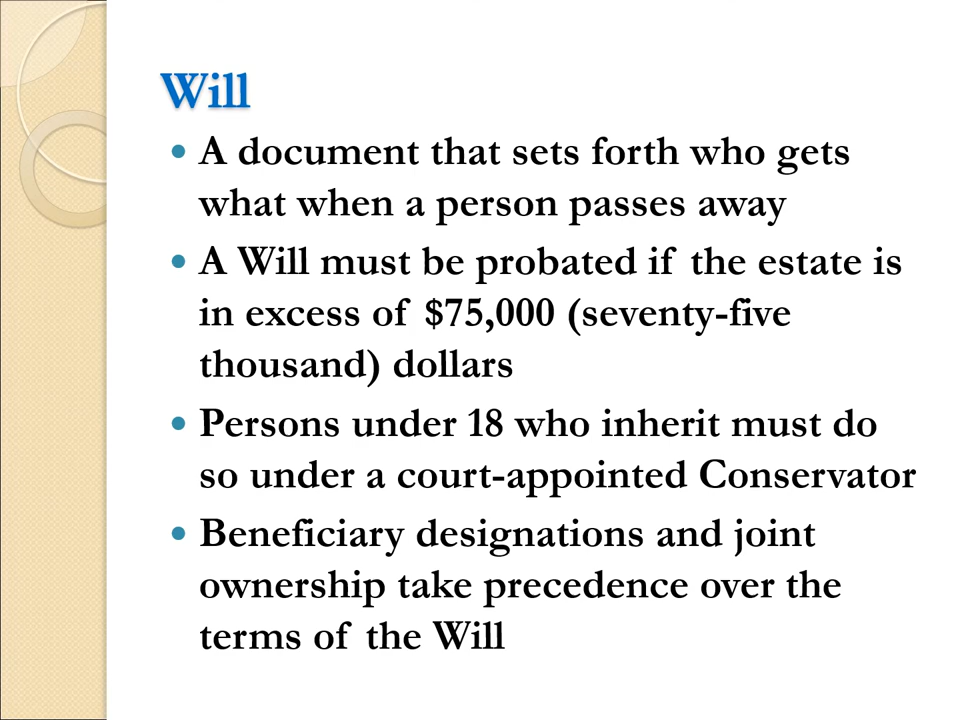 Will
• A document that sets forth who gets
what when a person passes away
• A Will must be probated if the estate is
in excess of $75,000 (seventy-five
thousand) dollars
• Persons under 18 who inherit must do
so under a court-appointed Conservator
• Beneficiary designations and joint
ownership take precedence over the
terms of the Will